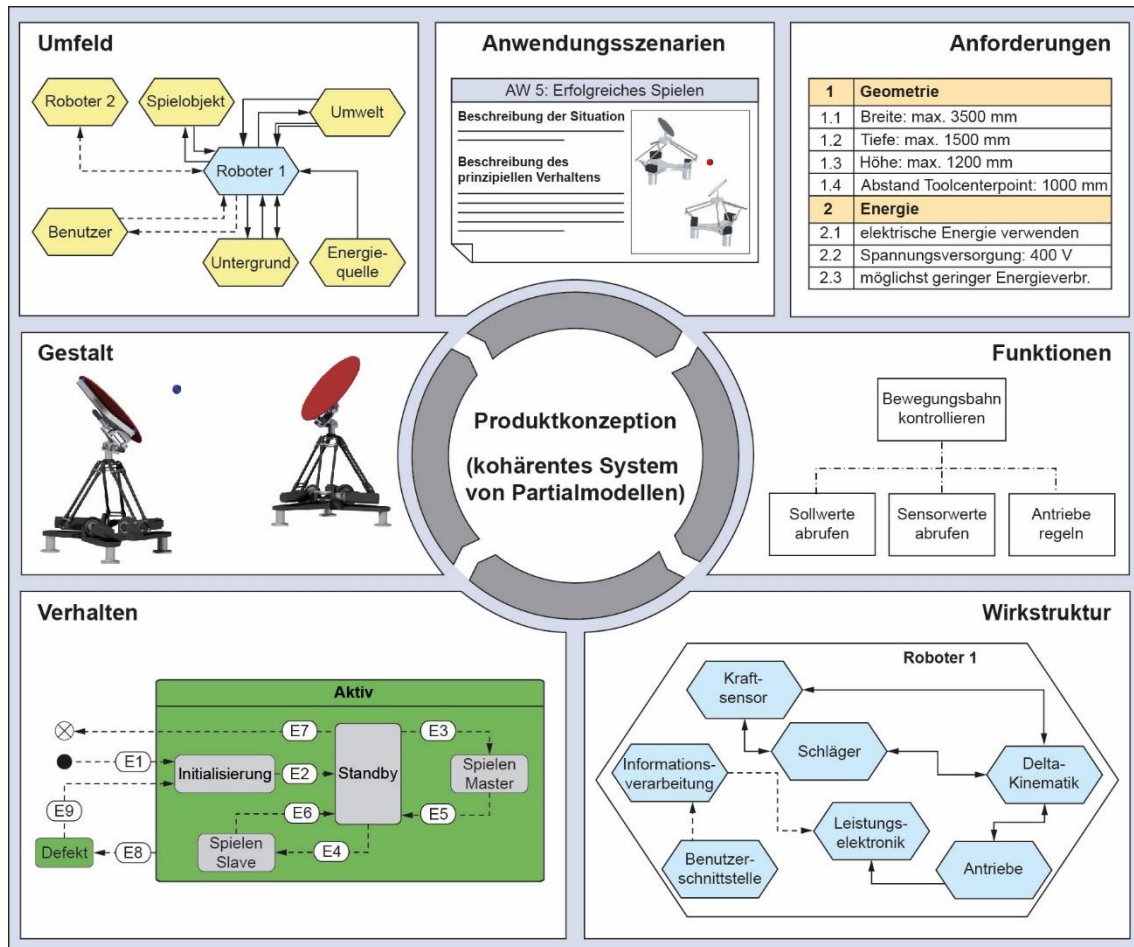 Umfeld
Roboter 2
Spielobjekt
Umwelt
Roboter 1
Benutzer
Untergrund
Energie-
quelle
Anwendungsszenarien
AW 5: Erfolgreiches Spielen
Beschreibung der Situation
Beschreibung des
prinzipiellen Verhaltens
Anforderungen
1 Geometrie
1.1 Breite: max. 3500 mm
1.2 Tiefe: max. 1500 mm
1.3 Höhe: max. 1200 mm
1.4 Abstand Toolcenterpoint: 1000 mm
2 Energie
2.1 elektrische Energie verwenden
2.2 Spannungsversorgung: 400 V
2.3 möglichst geringer Energieverbr.
Gestalt
Produktkonzeption
(kohärentes System
von Partialmodellen)
Funktionen
Bewegungsbahn
kontrollieren
Sollwerte
abrufen
Sensorwerte
abrufen
Antriebe
regeln
Verhalten
Aktiv
E7
E3
E1
Initialisierung
E2
Standby
Spielen
Master
E9
E6
E5
Defekt
E8
Spielen
Slave
E4
Wirkstruktur
Roboter 1
Kraft-
sensor
Schläger
Informations-
verarbeitung
Delta-
Kinematik
Leistungs-
elektronik
Benutzer-
schnittstelle
Antriebe